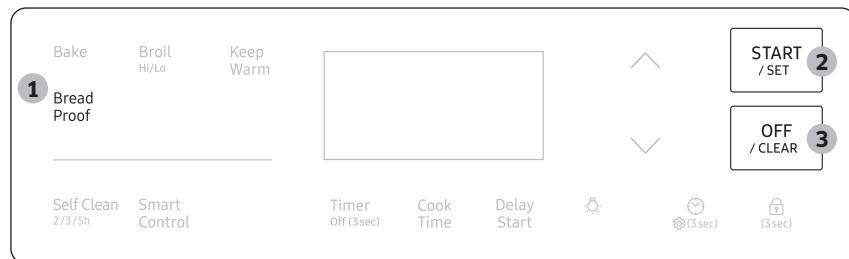 Bake
Broil
Hi/Lo
Keep
Warm
1
Bread
Proof
START
/ SET
2
OFF
/ CLEAR
3
Self Clean
2/3/5h
Smart
Control
Timer
Off (3 sec)
Cook
Time
Delay
Start
(3 sec)
(3 sec)